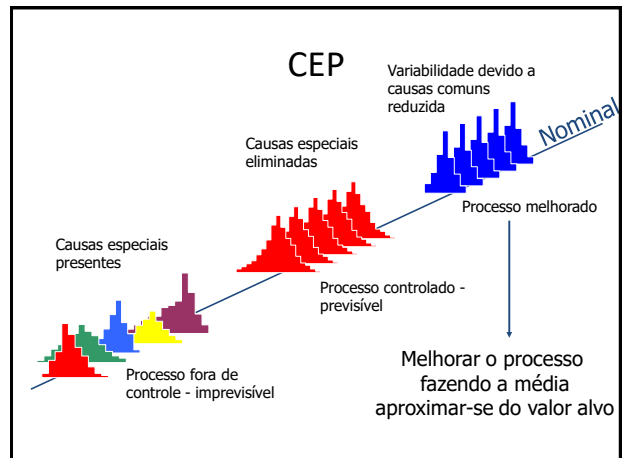 CEP
Variabilidade devido a
causas comuns
reduzida
Nominal
Causas especiais
eliminadas
Processo melhorado
Causas especiais
presentes
Processo controlado -
previsível
Processo fora de
controle - imprevisível
Melhorar o processo
fazendo a média
aproximar-se do valor alvo